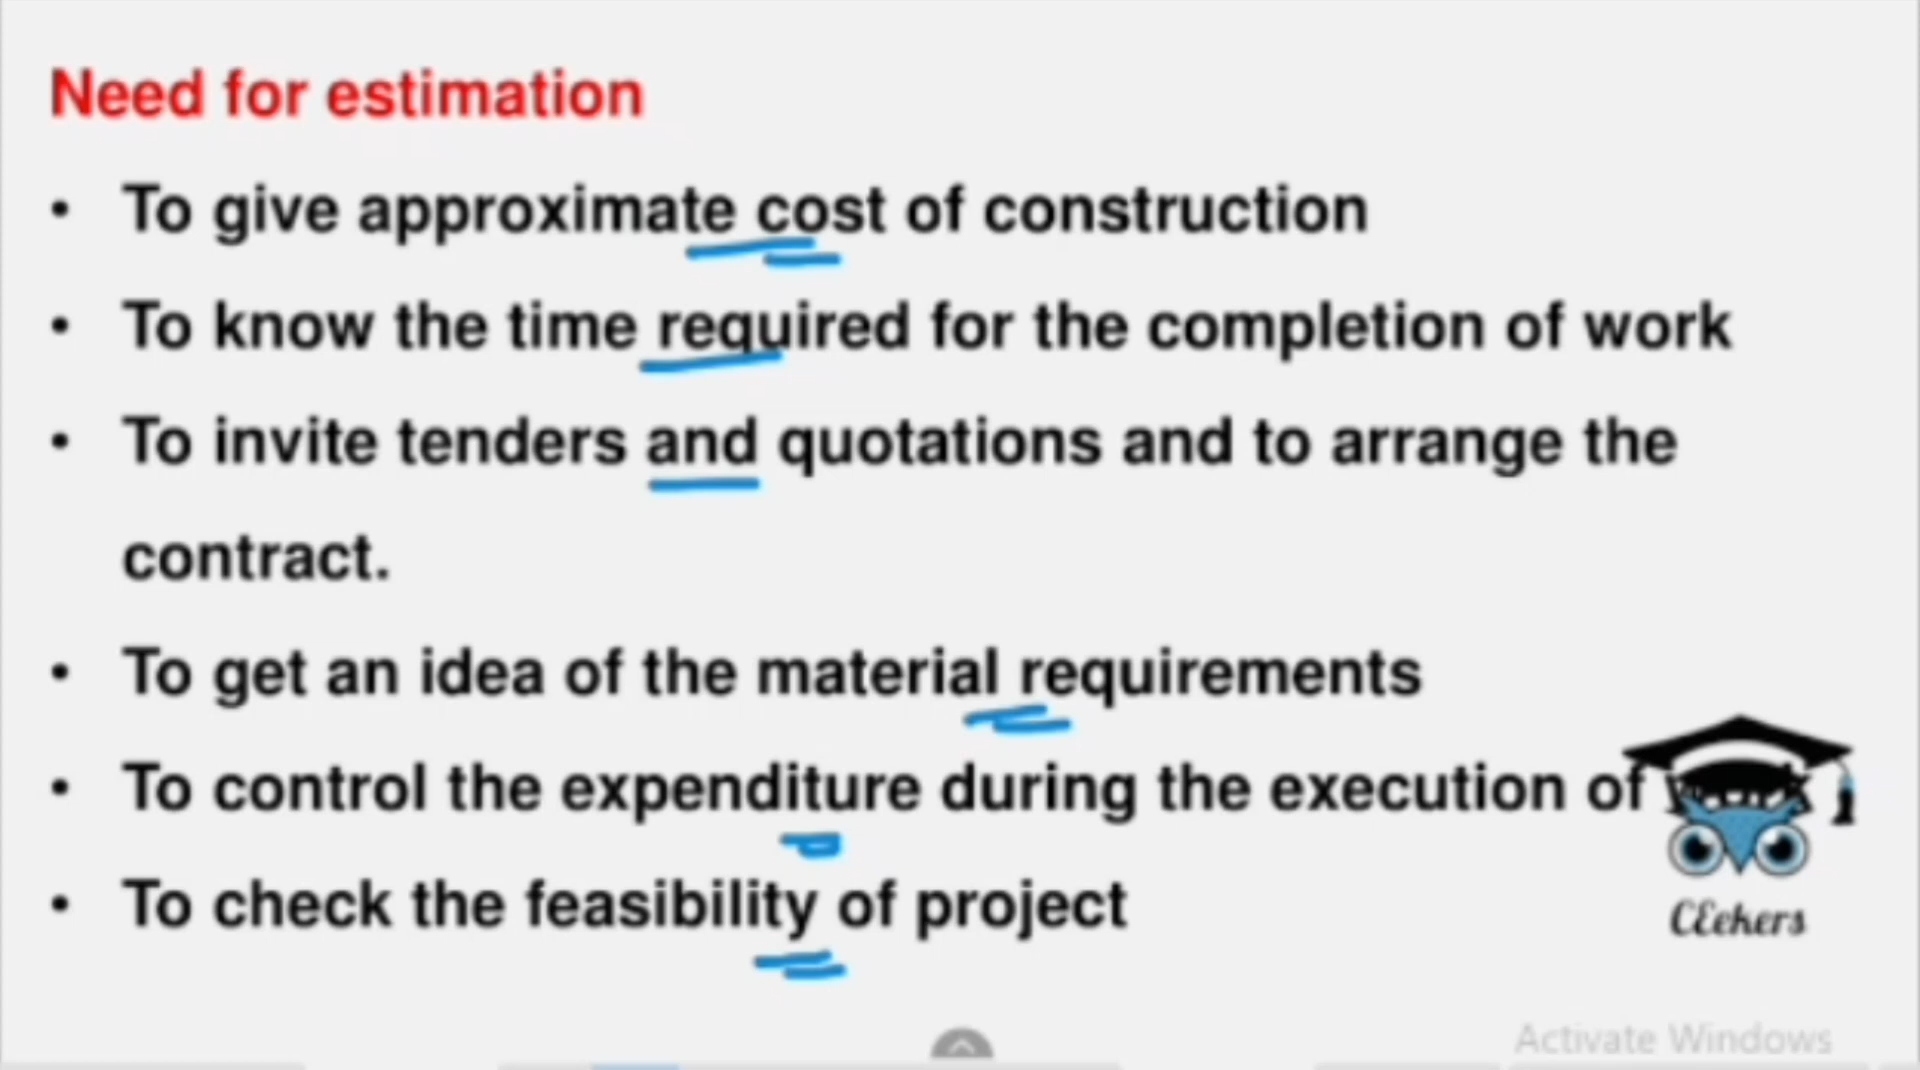 Need for estimation
• To give approximate cost of construction
• To know the time required for the completion of work
• To invite tenders and quotations and to arrange the
contract.
• To get an idea of the material requirements
• To control the expenditure during the execution of
• To check the feasibility of project
CEekers
Activate Windows